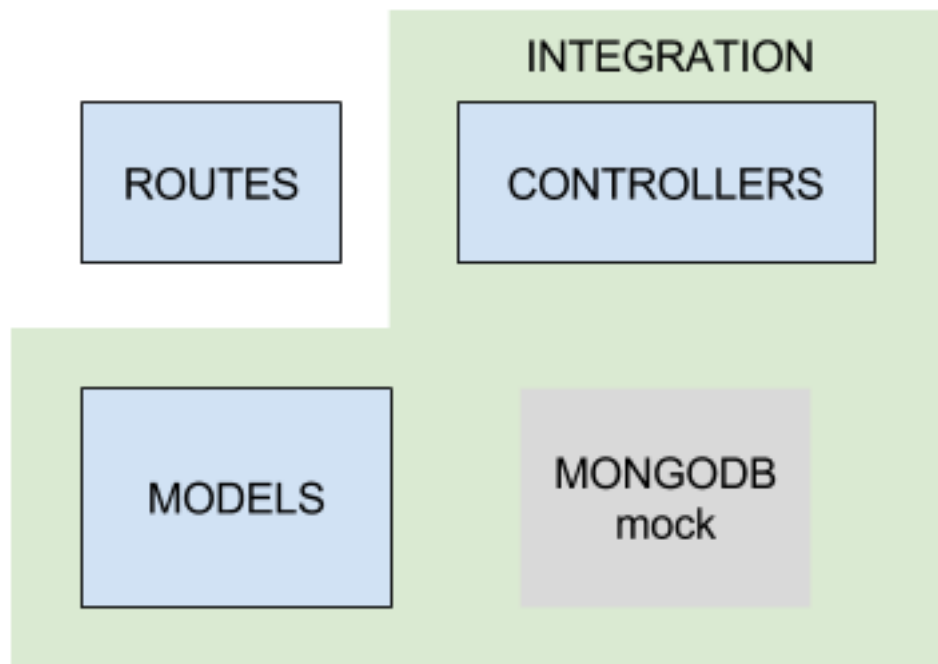 INTEGRATION
ROUTES
CONTROLLERS
MODELS
MONGODB
mock